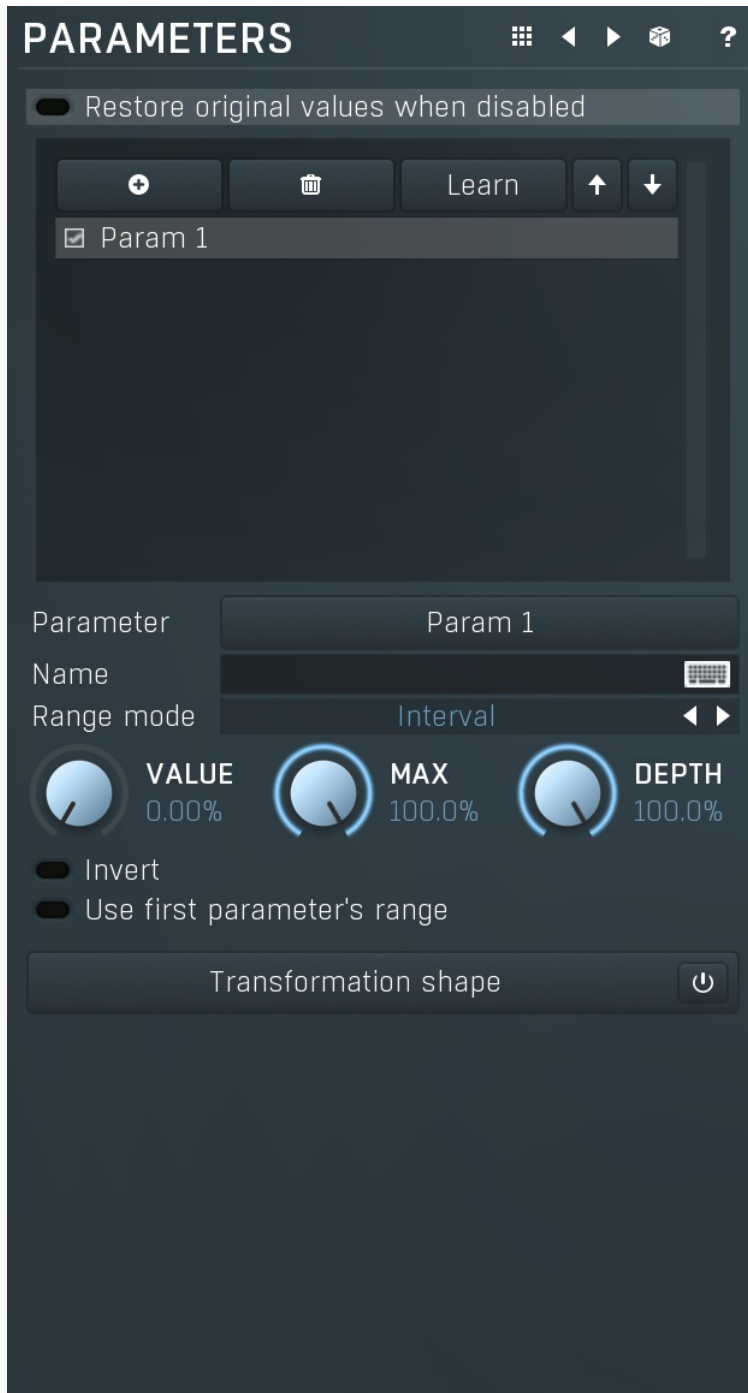 PARAMETERS ?
Restore original values when disabled
Learn
Param 1
Parameter Param 1
Name
Range mode Interval
VALUE MAX DEPTH
0.00% 100.0% 100.0%
Invert
Use first parameter's range
Transformation shape